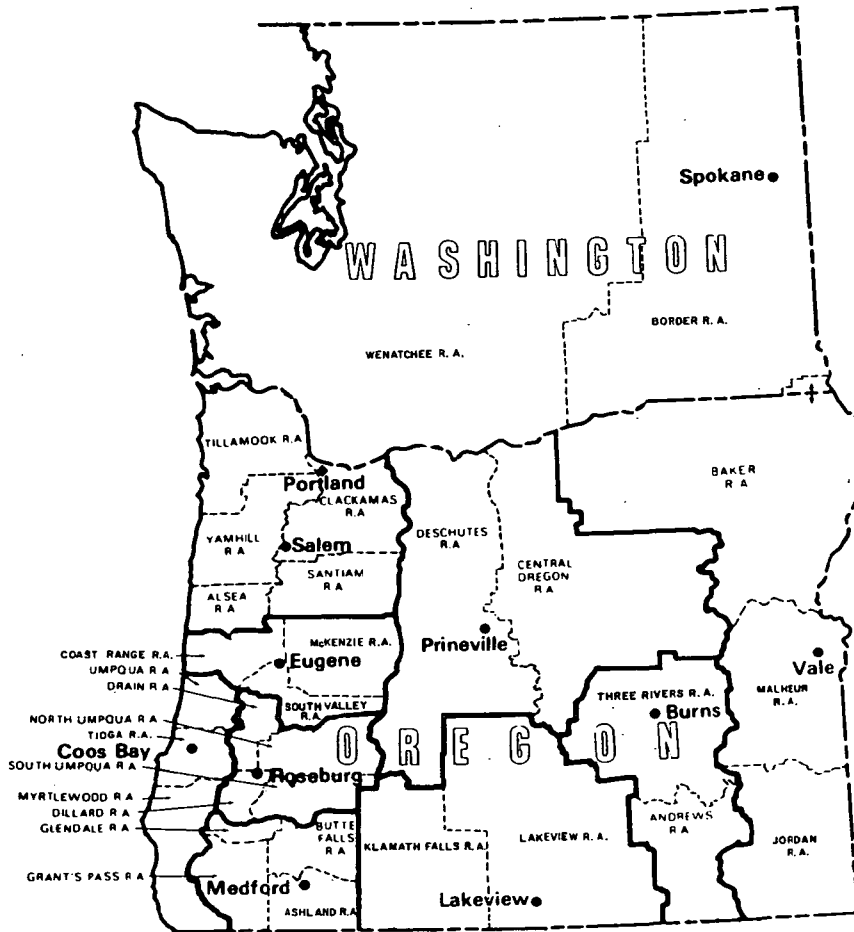 Spokane
WASHINGTON
BORDER R. A.
WENATCHEE R. A.
TILLAMOOK R.A
Portland
CLACKAMAS
R.A
BAKER
R A
DESCHUTES
R.A
YAMHILL
R A
Salem
CENTRAL
OREGON
R A
SANTIAM
R A
ALSEA
R A
McKENZIE R.A.
Prineville
COAST RANGE R.A.
UMPQUA R A
DRAIN R A
Eugene
Vale
MALHEUR
R.A.
THREE RIVERS R.A.
Burns
SOUTH VALLEY
R.A
NORTH UMPQUA R A
TIOGA R.A.
Coos Bay
OREGON
SOUTH UMPQUA R A
Roseburg
MYRTLEWOOD R A
DILLARD R A
GLENDALE R A
BUTTE
FALLS
R A
KLAMATH FALLS R.A
LAKEVIEW R.A.
ANDREWS
R A
JORDAN
R.A.
GRANT'S PASS R A
Medford
ASHLAND R.A
Lakeview